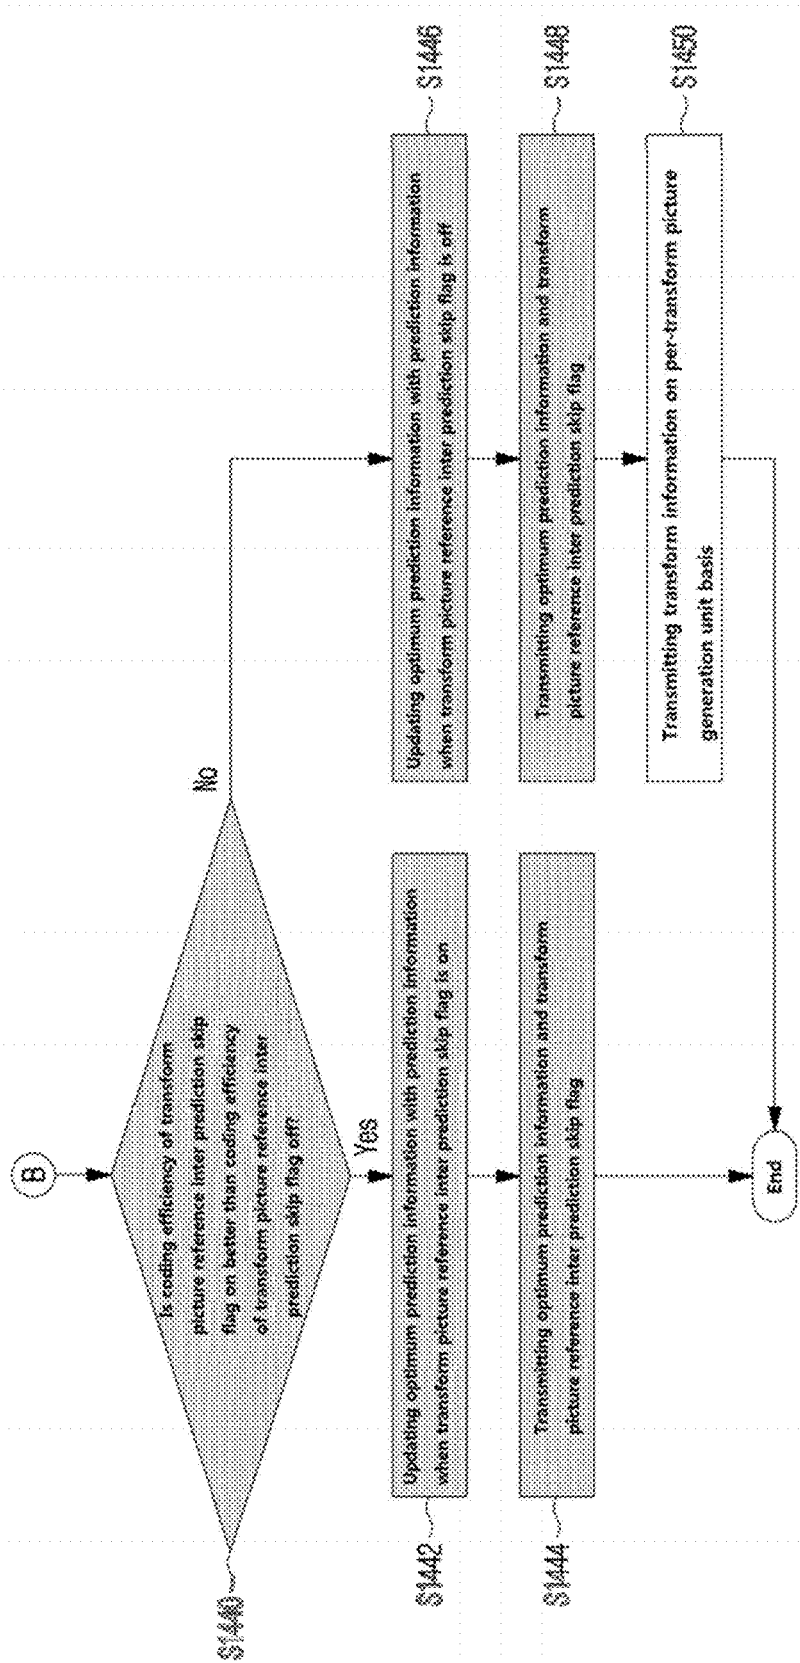 B
S1440
Is coding efficiency of transform
picture reference inter prediction skip
flag on better than coding efficiency
of transform picture reference inter
prediction skip flag off?
No
Yes
S1442
Updating optimum prediction information with prediction information
when transform picture reference inter prediction skip flag is on
S1444
Transmitting optimum prediction information and transform
picture reference inter prediction skip flag
Updating optimum prediction information with prediction information
when transform picture reference inter prediction skip flag is off
S1446
Transmitting optimum prediction information and transform
picture reference inter prediction skip flag
S1448
Transmitting transform information on per-transform picture
generation unit basis
S1450
End